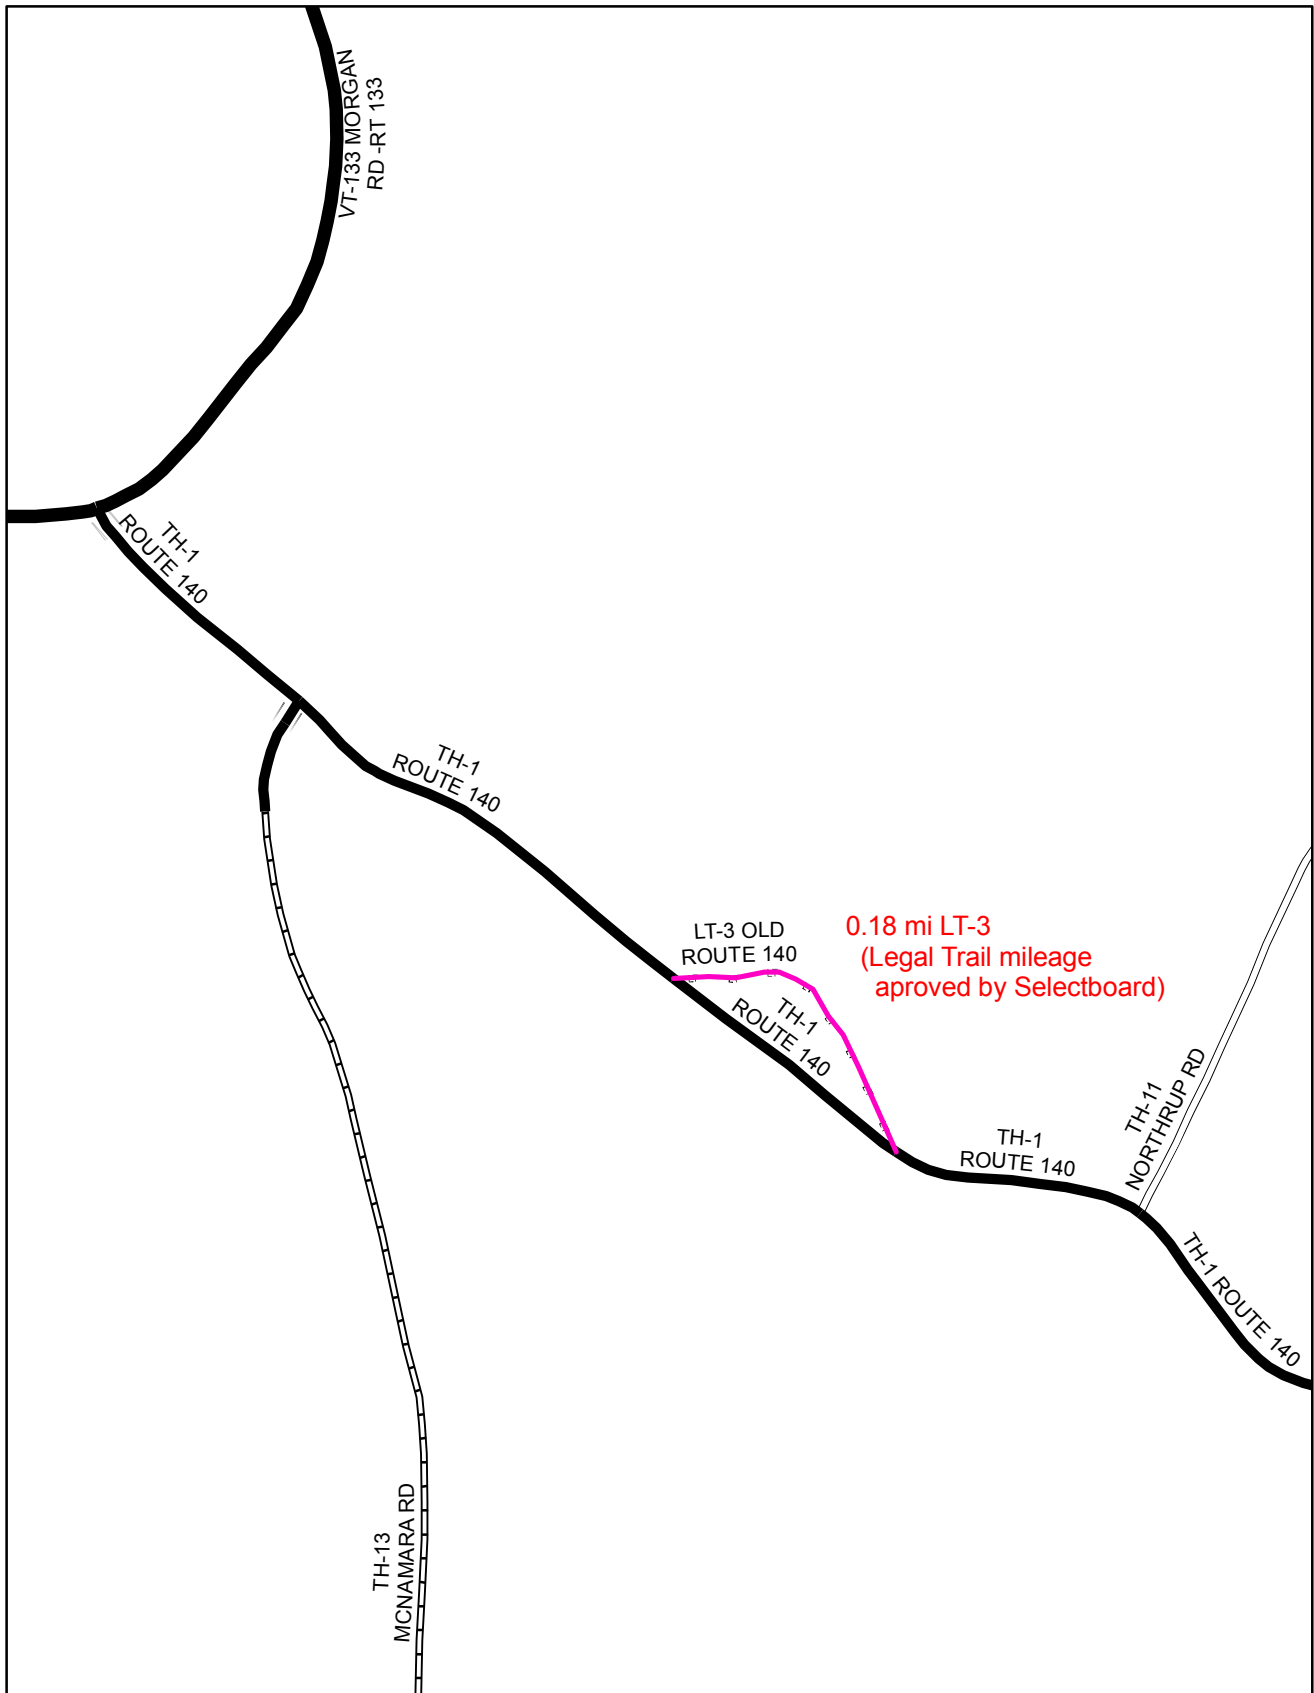 VT-133 MORGAN
RD -RT 133
TH-1
ROUTE 140
TH-1
ROUTE 140
LT-3 OLD
ROUTE 140
0.18 mi LT-3
(Legal Trail mileage
aproved by Selectboard)
TH-1
ROUTE 140
TH-11
NORTHRUP RD
TH-1
ROUTE 140
TH-1 ROUTE 140
TH-13
MCNAMARA RD